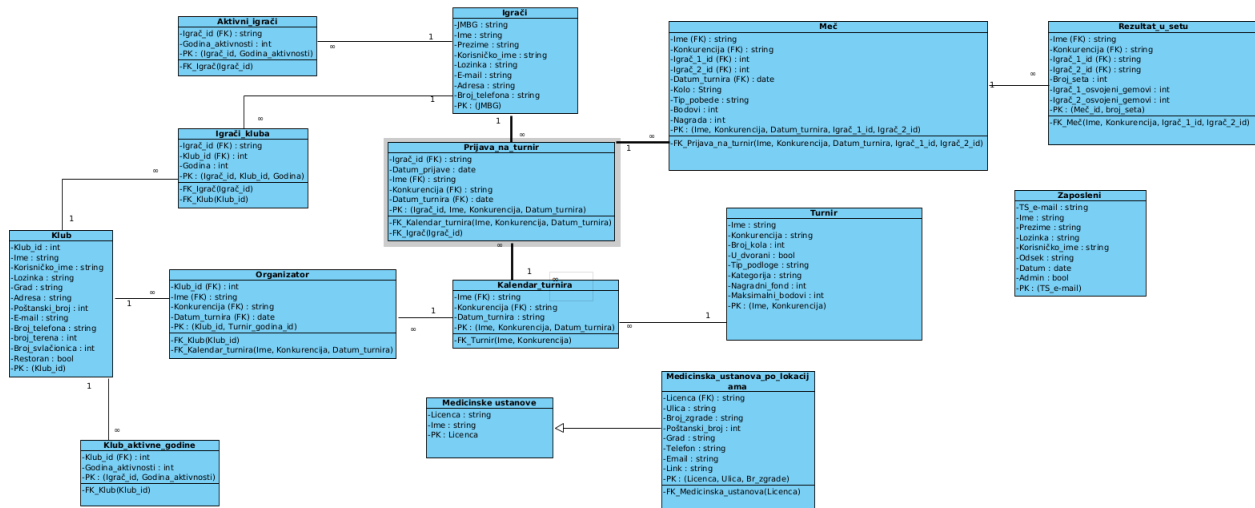 Aktivni_igrači
-Igrač_id (FK) : string
-Godina_aktivnosti : int
-PK : (Igrač_id, Godina_aktivnosti)
-FK_Igrač(Igrač_id)
Igrači
-JMBG : string
-Ime : string
-Prezime : string
-Korisničko_ime : string
-Lozinka : string
-E-mail : string
-Adresa : string
-Broj_telefona : string
-PK : (JMBG)
Meč
-Ime (FK) : string
-Konkurencija (FK) : string
-Igrač_1_id (FK) : int
-Igrač_2_id (FK) : int
-Datum_turnira (FK) : date
-Kolo : String
-Tip_pobede : string
-Bodovi : int
-Nagrada : int
-PK : (Ime, Konkurencija, Datum_turnira, Igrač_1_id, Igrač_2_id)
-FK_Prijava_na_turnir(Ime, Konkurencija, Datum_turnira, Igrač_1_id, Igrač_2_id)
Rezultat_u_setu
-Ime (FK) : string
-Konkurencija (FK) : string
-Igrač_1_id (FK) : string
-Igrač_2_id (FK) : string
-Broj_seta : int
-Igrač_1_osvojeni_gemovi : int
-Igrač_2_osvojeni_gemovi : int
-PK : (Meč_id, broj_seta)
-FK_Meč(Ime, Konkurencija, Igrač_1_id, Igrač_2_id)
1
∞
1
∞
1
∞
1
∞
1
∞
Igrači_kluba
-Igrač_id (FK) : string
-Klub_id (FK) : int
-Godina : int
-PK : (Igrač_id, Klub_id, Godina)
-FK_Igrač(Igrač_id)
-FK_Klub(Klub_id)
Prijava_na_turnir
-Igrač_id (FK) : string
-Datum_prijave : date
-Ime (FK) : string
-Konkurencija (FK) : string
-Datum_turnira (FK) : date
-PK : (Igrač_id, Ime, Konkurencija, Datum_turnira)
-FK_Kalendar_turnira(Ime, Konkurencija, Datum_turnira)
-FK_Igrač(Igrač_id)
Zaposleni
-TS_e-mail : string
-Ime : string
-Prezime : string
-Lozinka : string
-Korisničko_ime : string
-Odsek : string
-Datum : date
-Admin : bool
-PK : (TS_e-mail)
∞
1
Klub
-Klub_id : int
-Ime : string
-Korisničko_ime : string
-Lozinka : string
-Grad : string
-Adresa : string
-Poštanski_broj : int
-E-mail : string
-Broj_telefona : string
-broj_terena : int
-Broj_svlačionica : int
-Restoran : bool
-PK : (Klub_id)
Turnir
-Ime : string
-Konkurencija : string
-Broj_kola : int
-U_dvorani : bool
-Tip_podloge : string
-Kategorija : string
-Nagradni_fond : int
-Maksimalni_bodovi : int
-PK : (Ime, Konkurencija)
∞
1
∞
Organizator
-Klub_id (FK) : int
-Ime (FK) : string
-Konkurencija (FK) : string
-Datum_turnira (FK) : date
-PK : (Klub_id, Turnir_godina_id)
-FK_Klub(Klub_id)
-FK_Kalendar_turnira(Ime, Konkurencija, Datum_turnira)
Kalendar_turnira
-Ime (FK) : string
-Konkurencija (FK) : string
-Datum_turnira : string
-PK : (Ime, Konkurencija, Datum_turnira)
-FK_Turnir(Ime, Konkurencija)
1
∞
1
∞
1
∞
1
∞
Klub_aktivne_godine
-Klub_id (FK) : int
-Godina_aktivnosti : int
-PK : (Igrač_id, Godina_aktivnosti)
-FK_Klub(Klub_id)
Medicinske ustanove
-Licenca : string
-Ime : string
-PK : Licenca
Medicinska_ustanova_po_lokacij
ama
-Licenca (FK) : string
-Ulica : string
-Broj_zgrade : string
-Poštanski_broj : int
-Grad : string
-Telefon : string
-Email : string
-Link : string
-PK : (Licenca, Ulica, Br_zgrade)
-FK_Medicinska_ustanova(Licenca)